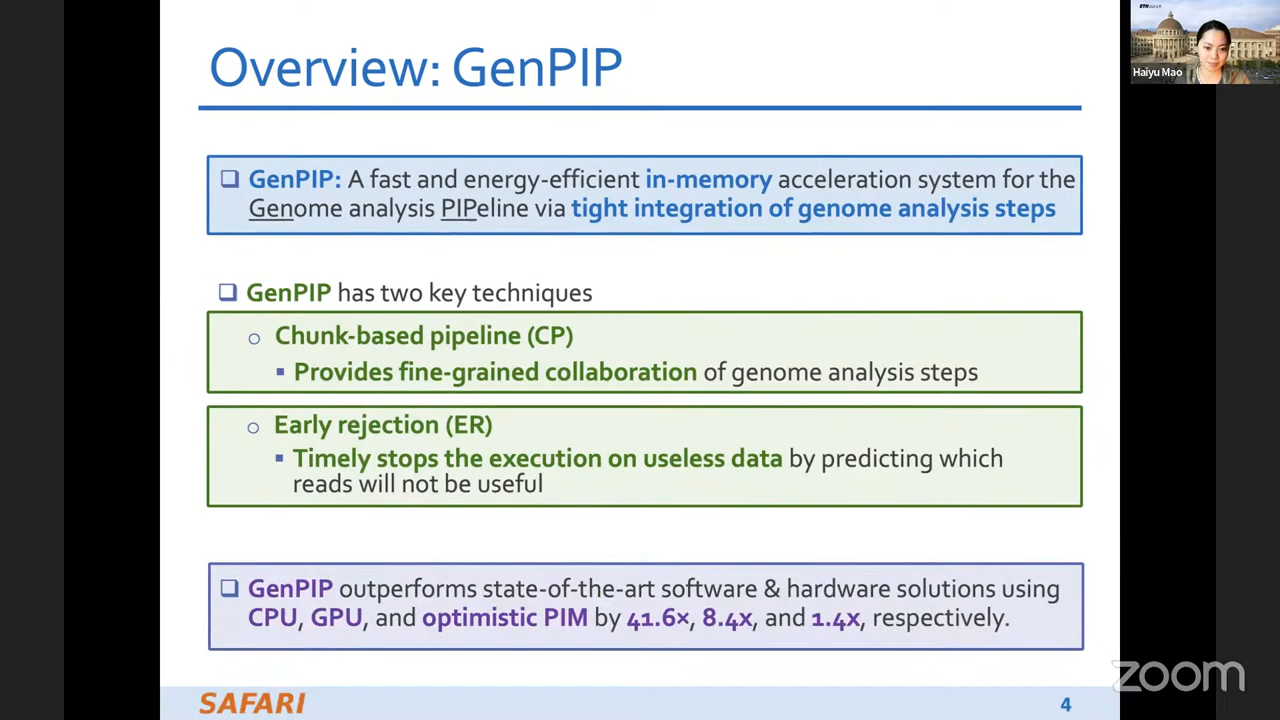 ETH zürich
Haiyu Mao
Overview: GenPIP
❑ GenPIP: A fast and energy-efficient in-memory acceleration system for the
Genome analysis PIPeline via tight integration of genome analysis steps
❑ GenPIP has two key techniques
o Chunk-based pipeline (CP)
▪ Provides fine-grained collaboration of genome analysis steps
o Early rejection (ER)
▪ Timely stops the execution on useless data by predicting which
reads will not be useful
❑ GenPIP outperforms state-of-the-art software & hardware solutions using
CPU, GPU, and optimistic PIM by 41.6×, 8.4x, and 1.4x, respectively.
zoom
SAFARI
4